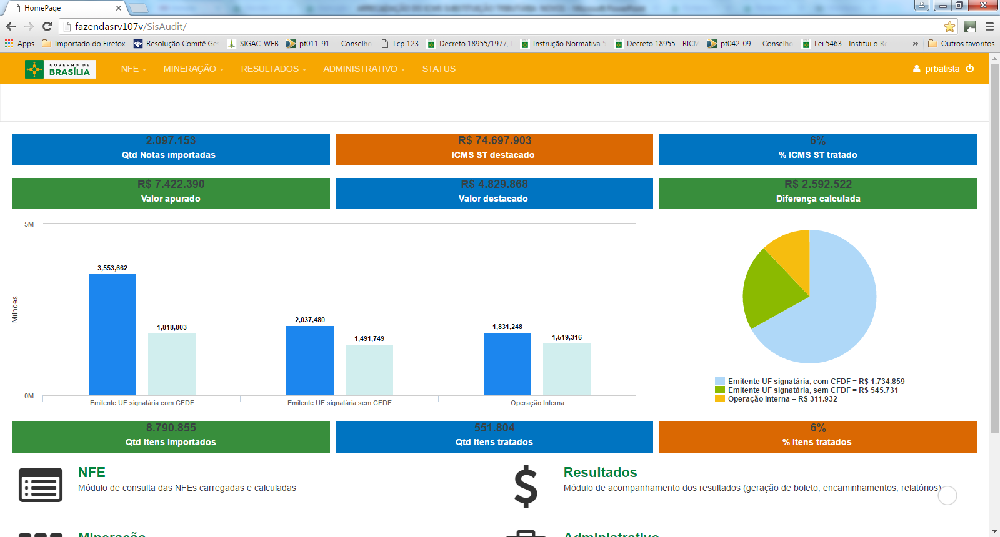 HomePage
fazendasrv107v/SisAudit/
Apps
Importado do Firefox
Resolução Comitê Ge
SIGAC-WEB
pt011_91 — Conselho
Lcp 123
Decreto 18955/1977,
Instrução Normativa 5
Decreto 18955 - RICM
pt042_09 — Conselho
Lei 5463 - Institui o Re
»
Outros favoritos
GOVERNO DE
BRASÍLIA
NFE
MINERAÇÃO
RESULTADOS
ADMINISTRATIVO
STATUS
prbatista
2.097.153
Qtd Notas importadas
R$ 74.697.903
ICMS ST destacado
6%
% ICMS ST tratado
R$ 7.422.390
Valor apurado
R$ 4.829.868
Valor destacado
R$ 2.592.522
Diferença calculada
5M
Milhoes
3,553,662
1,818,803
2,037,480
1,491,749
1,831,248
1,519,316
0M
Emitente UF signatária com CFDF
Emitente UF signatária sem CFDF
Operação Interna
Emitente UF signatária, com CFDF = R$ 1.734.859
Emitente UF signatária, sem CFDF = R$ 545.731
Operação Interna = R$ 311.932
8.790.855
Qtd Itens Importados
551.804
Qtd Itens tratados
6%
% Itens tratados
NFE
Módulo de consulta das NFEs carregadas e calculadas
Resultados
Módulo de acompanhamento dos resultados (geração de boleto, encaminhamentos, relatórios)
Mineração
Administrativo